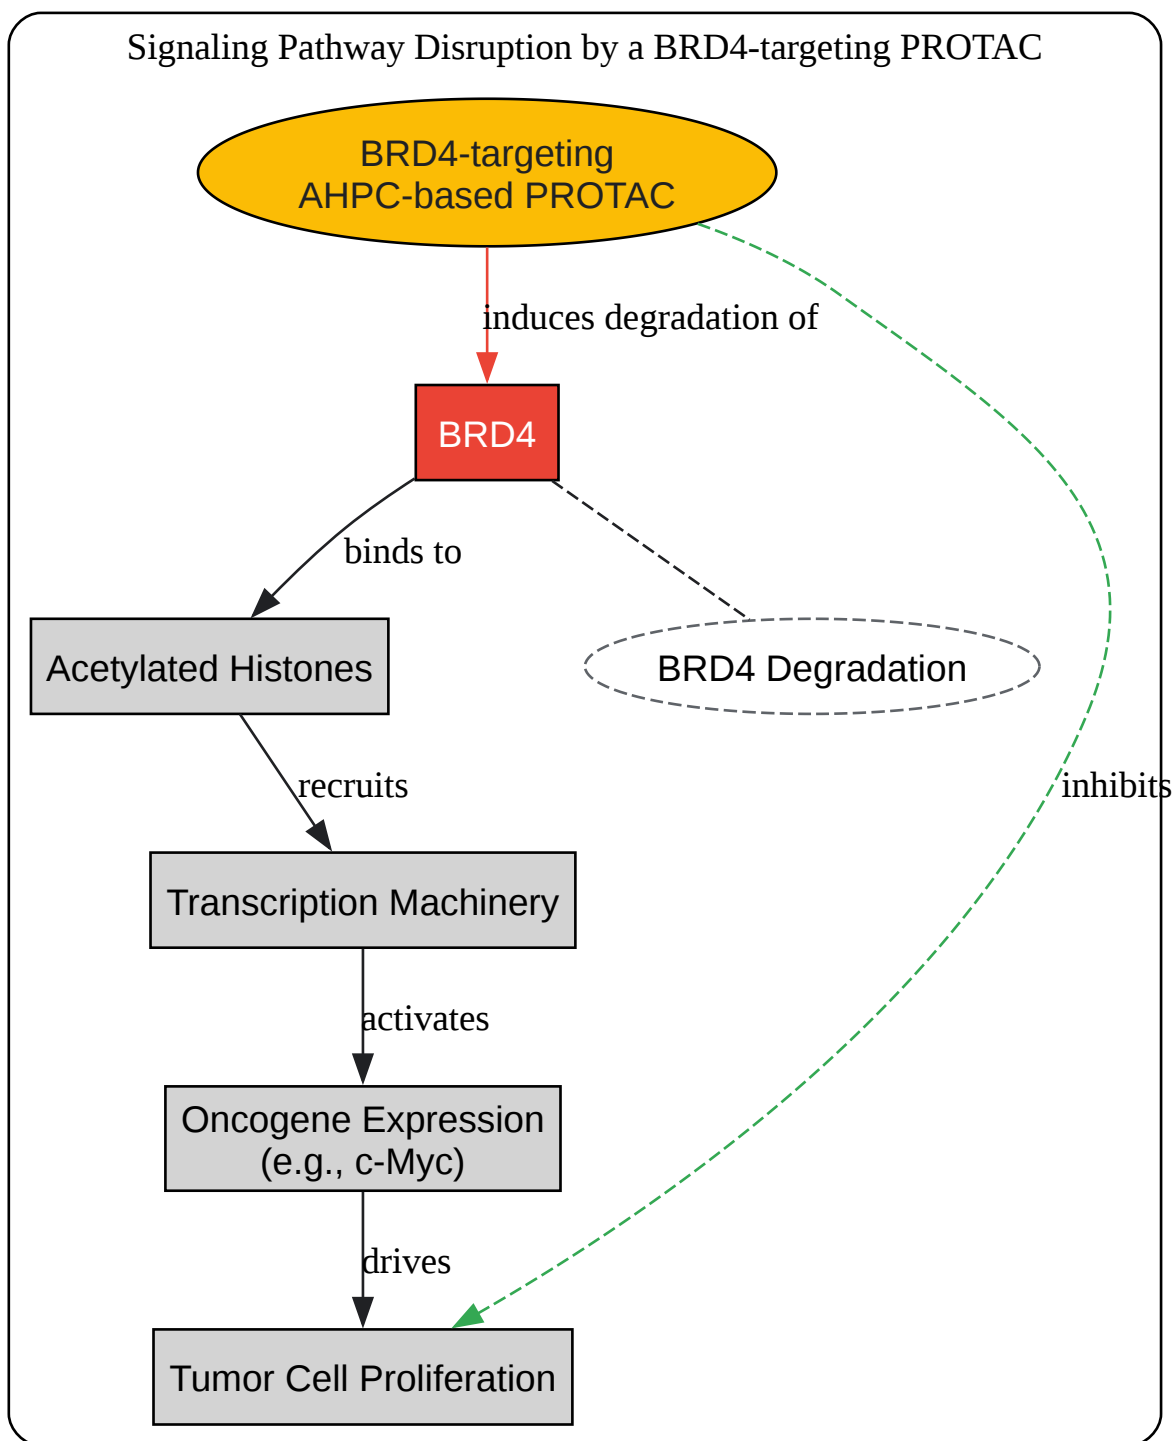 Signaling Pathway Disruption by a BRD4-targeting PROTAC
BRD4-targeting
AHPC-based PROTAC
induces degradation of
BRD4
binds to
Acetylated Histones
BRD4 Degradation
recruits
inhibits
Transcription Machinery
activates
Oncogene Expression
(e.g., c-Myc)
drives
Tumor Cell Proliferation